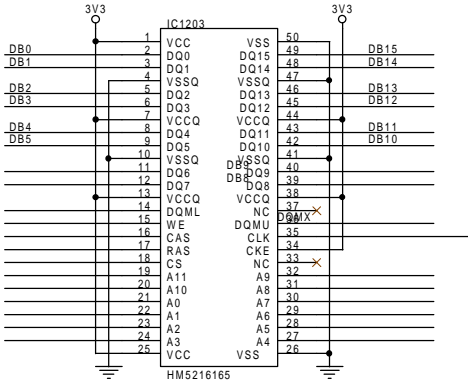 3V3 3V3
IC1203
1 VCC VSS 50
DB0 2 DQ0 DQ15 49 DB15
DB1 3 DQ1 DQ14 48 DB14
4 VSSQ VSSQ 47
DB2 5 DQ2 DQ13 46 DB13
DB3 6 DQ3 DQ12 45 DB12
7 VCCQ VCCQ 44
DB4 8 DQ4 DQ11 43 DB11
DB5 9 DQ5 DQ10 42 DB10
10 VSSQ VSSQ 41
11 DQ6 DB9 DQ9 40
12 DQ7 DB8 DQ8 39
13 VCCQ VCCQ 38
14 DQML NC 37
15 WE DQMU 36 DQMX
16 CAS CLK 35
17 RAS CKE 34
18 CS NC 33
19 A11 A9 32
20 A10 A8 31
21 A0 A7 30
22 A1 A6 29
23 A2 A5 28
24 A3 A4 27
25 VCC VSS 26
HM5216165